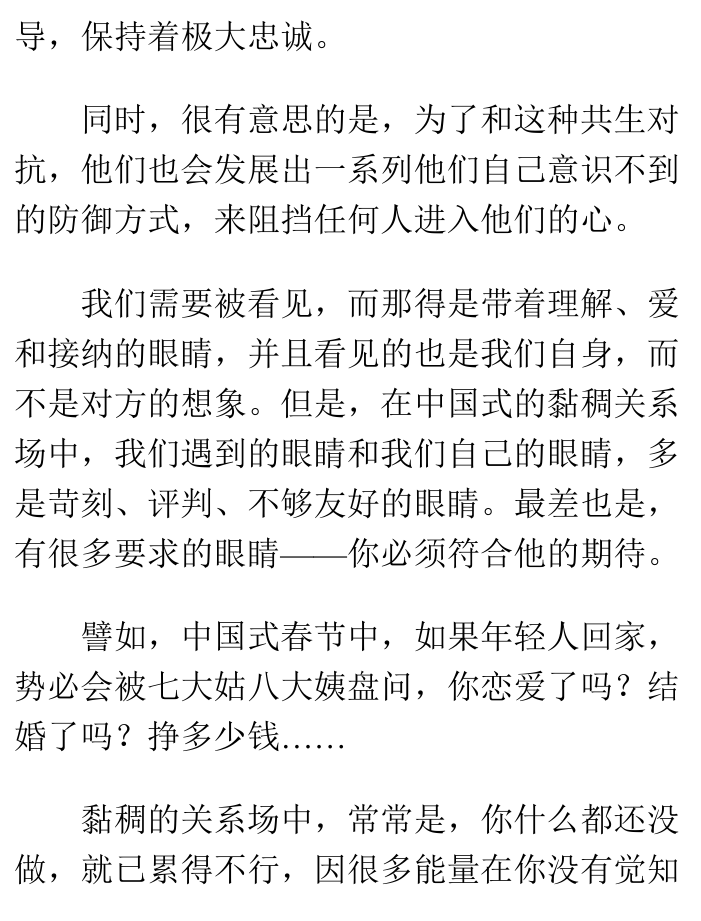 导，保持着极大忠诚。
同时，很有意思的是，为了和这种共生对
抗，他们也会发展出一系列他们自己意识不到
的防御方式，来阻挡任何人进入他们的心。
我们需要被看见，而那得是带着理解、爱
和接纳的眼睛，并且看见的也是我们自身，而
不是对方的想象。但是，在中国式的黏稠关系
场中，我们遇到的眼睛和我们自己的眼睛，多
是苛刻、评判、不够友好的眼睛。最差也是，
有很多要求的眼睛——你必须符合他的期待。
譬如，中国式春节中，如果年轻人回家，
势必会被七大姑八大姨盘问，你恋爱了吗？结
婚了吗？挣多少钱……
黏稠的关系场中，常常是，你什么都还没
做，就已累得不行，因很多能量在你没有觉知